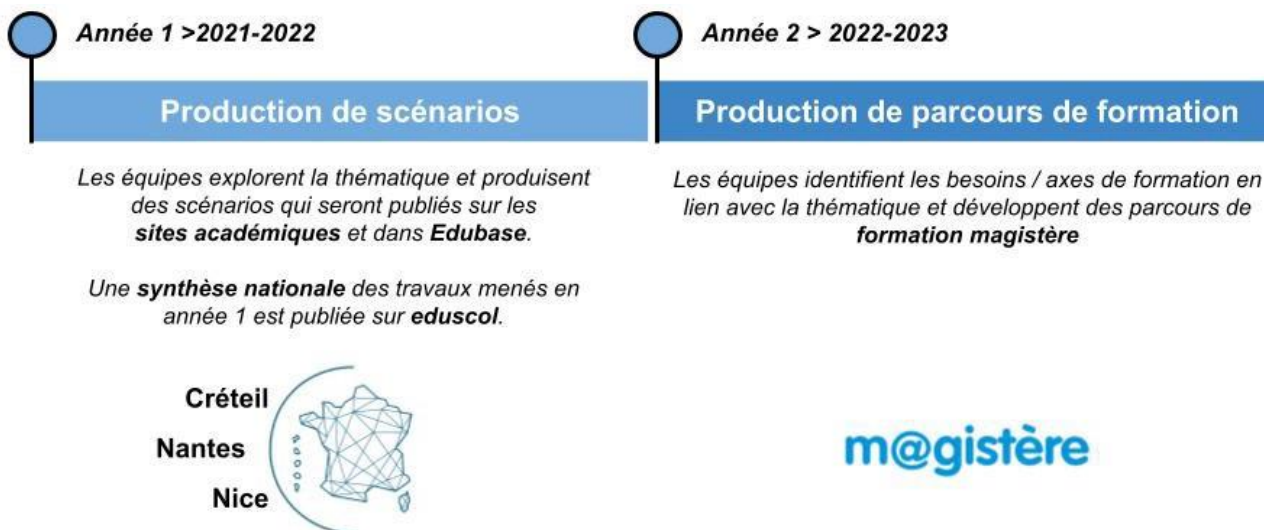 Année 1 >2021-2022
Production de scénarios
Les équipes explorent la thématique et produisent
des scénarios qui seront publiés sur les
sites académiques et dans Edubase.
Une synthèse nationale des travaux menés en
année 1 est publiée sur eduscol.
Créteil
Nantes
Nice
Année 2 > 2022-2023
Production de parcours de formation
Les équipes identifient les besoins / axes de formation en
lien avec la thématique et développent des parcours de
formation magistère
m@gistère